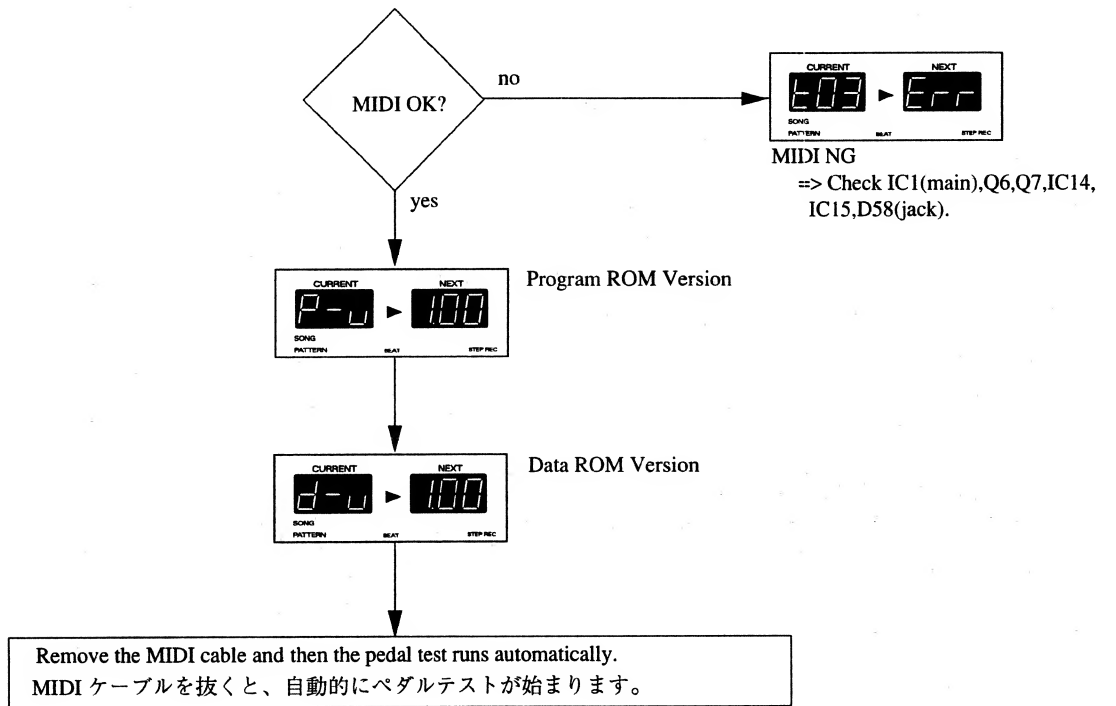 MIDI OK?
no
yes
CURRENT NEXT
t03 ► Err
SONG
PATTERN BEAT STEP REC
MIDI NG
=> Check IC1(main),Q6,Q7,IC14,
IC15,D58(jack).
CURRENT NEXT
P-u ► 1.00
SONG
PATTERN BEAT STEP REC
Program ROM Version
CURRENT NEXT
d-u ► 1.00
SONG
PATTERN BEAT STEP REC
Data ROM Version
Remove the MIDI cable and then the pedal test runs automatically.
MIDI ケーブルを抜くと、自動的にペダルテストが始まります。